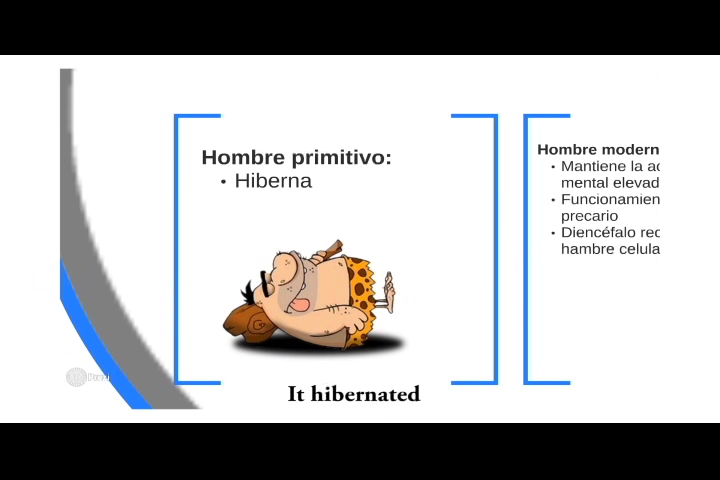 Hombre primitivo:
• Hiberna
Hombre modern
• Mantiene la ac
mental elevad
• Funcionamien
precario
• Diencéfalo rec
hambre celula
It hibernated